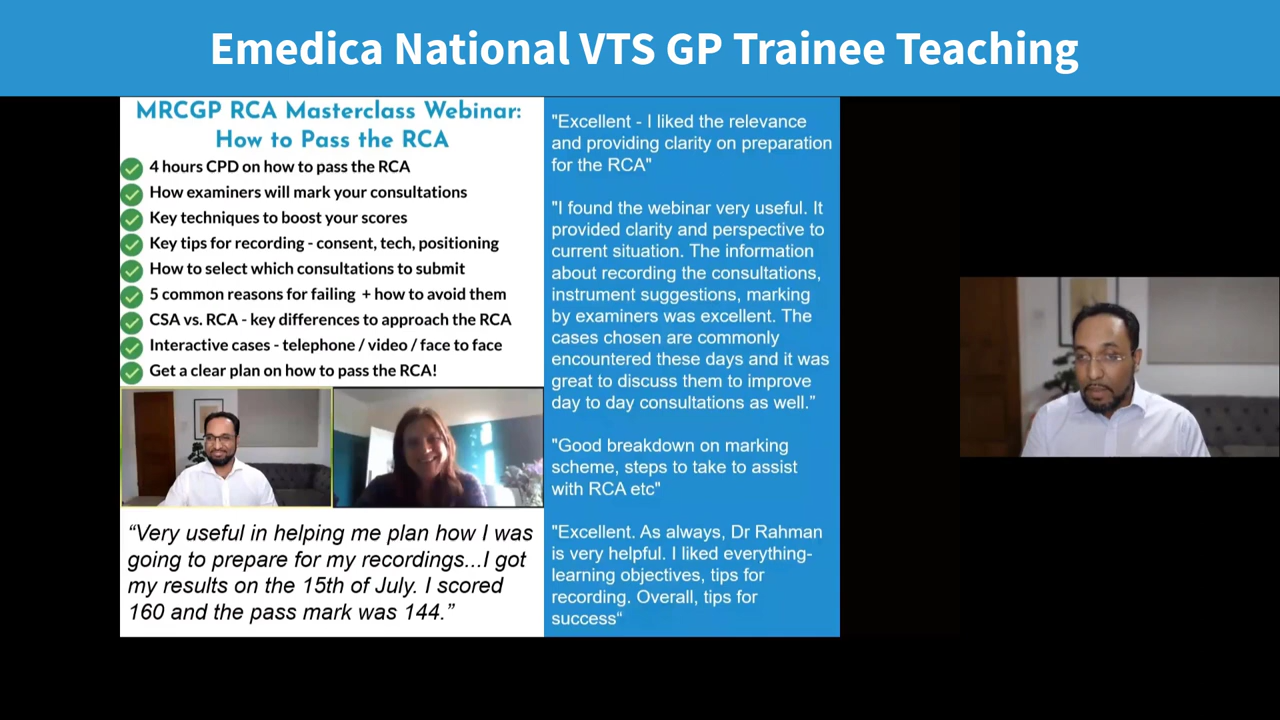 Emedica National VTS GP Trainee Teaching
MRCGP RCA Masterclass Webinar:
How to Pass the RCA
4 hours CPD on how to pass the RCA
How examiners will mark your consultations
Key techniques to boost your scores
Key tips for recording - consent, tech, positioning
How to select which consultations to submit
5 common reasons for failing + how to avoid them
CSA vs. RCA - key differences to approach the RCA
Interactive cases - telephone / video / face to face
Get a clear plan on how to pass the RCA!
“Very useful in helping me plan how I was
going to prepare for my recordings...I got
my results on the 15th of July. I scored
160 and the pass mark was 144.”
"Excellent - I liked the relevance
and providing clarity on preparation
for the RCA"
"I found the webinar very useful. It
provided clarity and perspective to
current situation. The information
about recording the consultations,
instrument suggestions, marking
by examiners was excellent. The
cases chosen are commonly
encountered these days and it was
great to discuss them to improve
day to day consultations as well.”
"Good breakdown on marking
scheme, steps to take to assist
with RCA etc"
"Excellent. As always, Dr Rahman
is very helpful. I liked everything-
learning objectives, tips for
recording. Overall, tips for
success“